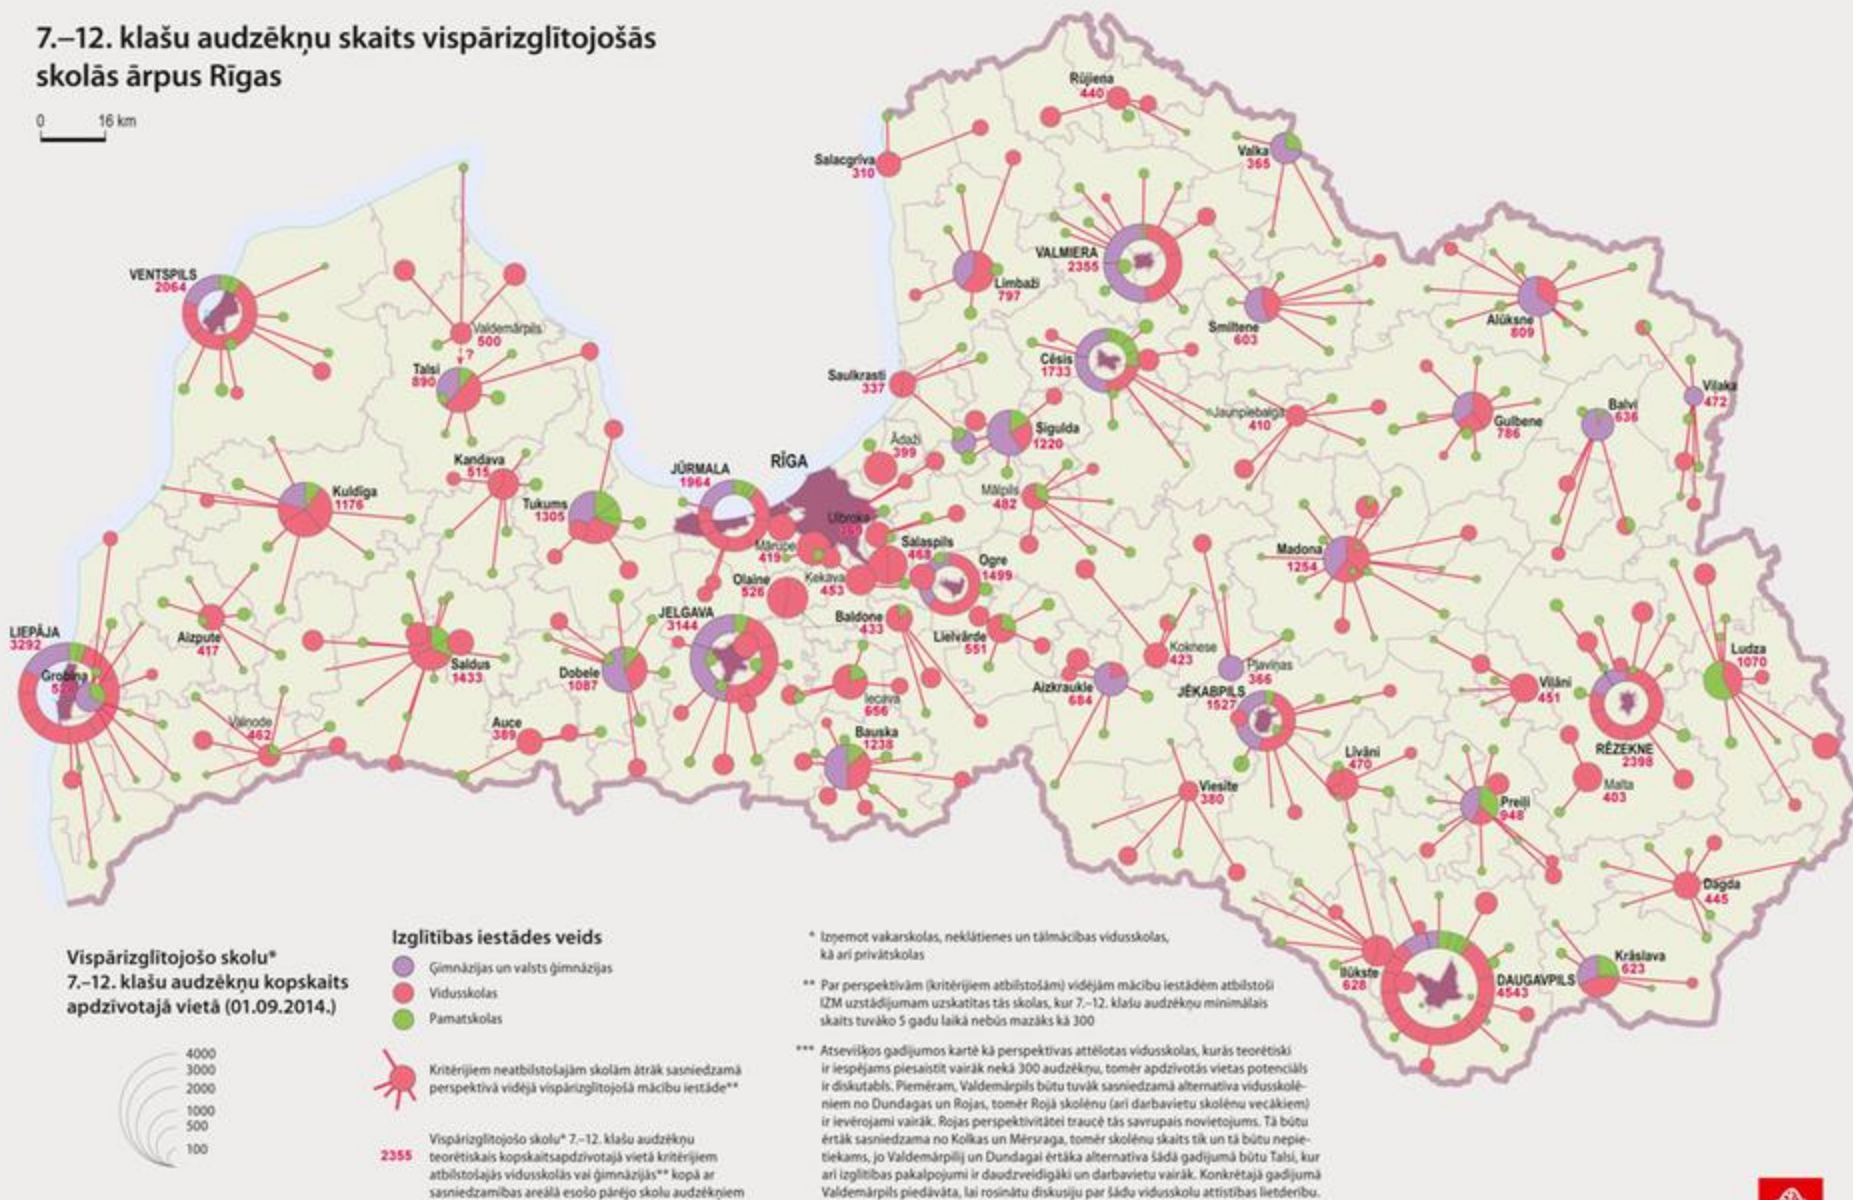 7.–12. klašu audzēkņu skaits vispārizglītojošās
skolās ārpus Rīgas
0 16 km
Rūjiena
440
Salacgrīva
310
Valka
365
VENTSPILS
2064
VALMIERA
2355
Limbaži
797
Smiltene
603
Alūksne
809
Valdemārpils
500
?
Talsi
890
Cēsis
1733
Saulkrasti
337
Jaunpiebalga
410
Gulbene
786
Balvi
636
Viļaka
472
Sigulda
1220
Ādaži
399
RĪGA
JŪRMALA
1964
Kandava
515
Kuldīga
1176
Tukums
1305
Mālpils
482
Ulbroka
Mārupe
419
Salaspils
468
Ogre
1499
Madona
1254
Olaine
526
Ķekava
453
JELGAVA
3144
Baldone
433
Lielvārde
551
Koknese
423
Pļaviņas
366
LIEPĀJA
3292
Grobiņa
Aizpute
417
Saldus
1433
Dobele
1087
Iecava
656
Aizkraukle
684
JĒKABPILS
1527
Viļāni
451
Ludza
1070
Vaiņode
462
Auce
389
Bauska
1238
Līvāni
470
RĒZEKNE
2398
Malta
403
Viesīte
380
Preiļi
948
Dagda
445
Krāslava
623
Ilūkste
628
DAUGAVPILS
4543
Vispārizglītojošo skolu*
7.–12. klašu audzēkņu kopskaits
apdzīvotajā vietā (01.09.2014.)
4000
3000
2000
1000
500
100
Izglītības iestādes veids
Ģimnāzijas un valsts ģimnāzijas
Vidusskolas
Pamatskolas
Kritērijiem neatbilstošajām skolām ātrāk sasniedzamā
perspektīvā vidējā vispārizglītojošā mācību iestāde**
2355
Vispārizglītojošo skolu* 7.–12. klašu audzēkņu
teorētiskais kopskaitsapdzīvotajā vietā kritērijiem
atbilstošajās vidusskolās vai ģimnāzijās** kopā ar
sasniedzamības areālā esošo pārējo skolu audzēkņiem
* Izņemot vakarskolas, neklātienes un tālmācības vidusskolas,
kā arī privātskolas
** Par perspektīvām (kritērijiem atbilstošām) vidējām mācību iestādēm atbilstoši
IZM uzstādījumam uzskatītas tās skolas, kur 7.–12. klašu audzēkņu minimālais
skaits tuvāko 5 gadu laikā nebūs mazāks kā 300
*** Atsevišķos gadījumos kartē kā perspektīvas attēlotas vidusskolas, kurās teorētiski
ir iespējams piesaistīt vairāk nekā 300 audzēkņu, tomēr apdzīvotās vietas potenciāls
ir diskutabls. Piemēram, Valdemārpils būtu tuvāk sasniedzamā alternatīva vidusskolē-
niem no Dundagas un Rojas, tomēr Rojā skolēnu (arī darbavietu skolēnu vecākiem)
ir ievērojami vairāk. Rojas perspektivitātei traucē tās savrupais novietojums. Tā būtu
ērtāk sasniedzama no Kolkas un Mērsraga, tomēr skolēnu skaits tik un tā būtu nepie-
tiekams, jo Valdemārpilij un Dundagai ērtāka alternatīva šādā gadījumā būtu Talsi, kur
arī izglītības pakalpojumi ir daudzveidīgāki un darbavietu vairāk. Konkrētajā gadījumā
Valdemārpils piedāvāta, lai rosinātu diskusiju par šādu vidusskolu attīstības lietderību.